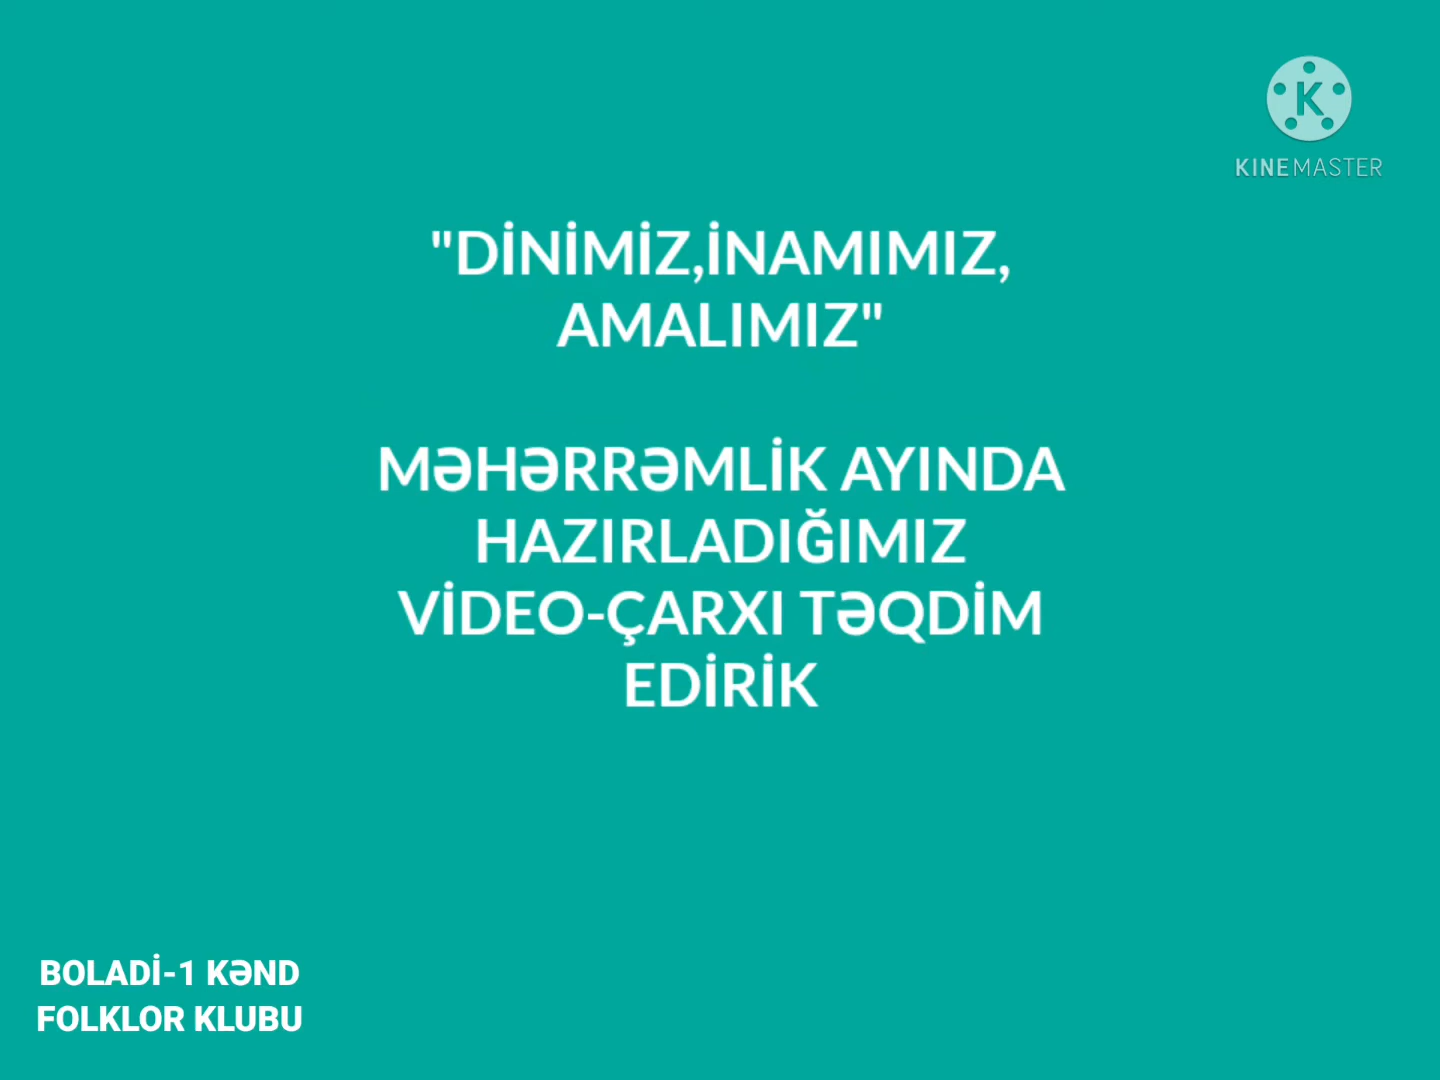 KINEMASTER
"DİNİMİZ,İNAMIMIZ,
AMALIMIZ"
MƏHƏRRƏMLİK AYINDA
HAZIRLADIĞIMIZ
VİDEO-ÇARXI TƏQDİM
EDİRİK
BOLADİ-1 KƏND
FOLKLOR KLUBU